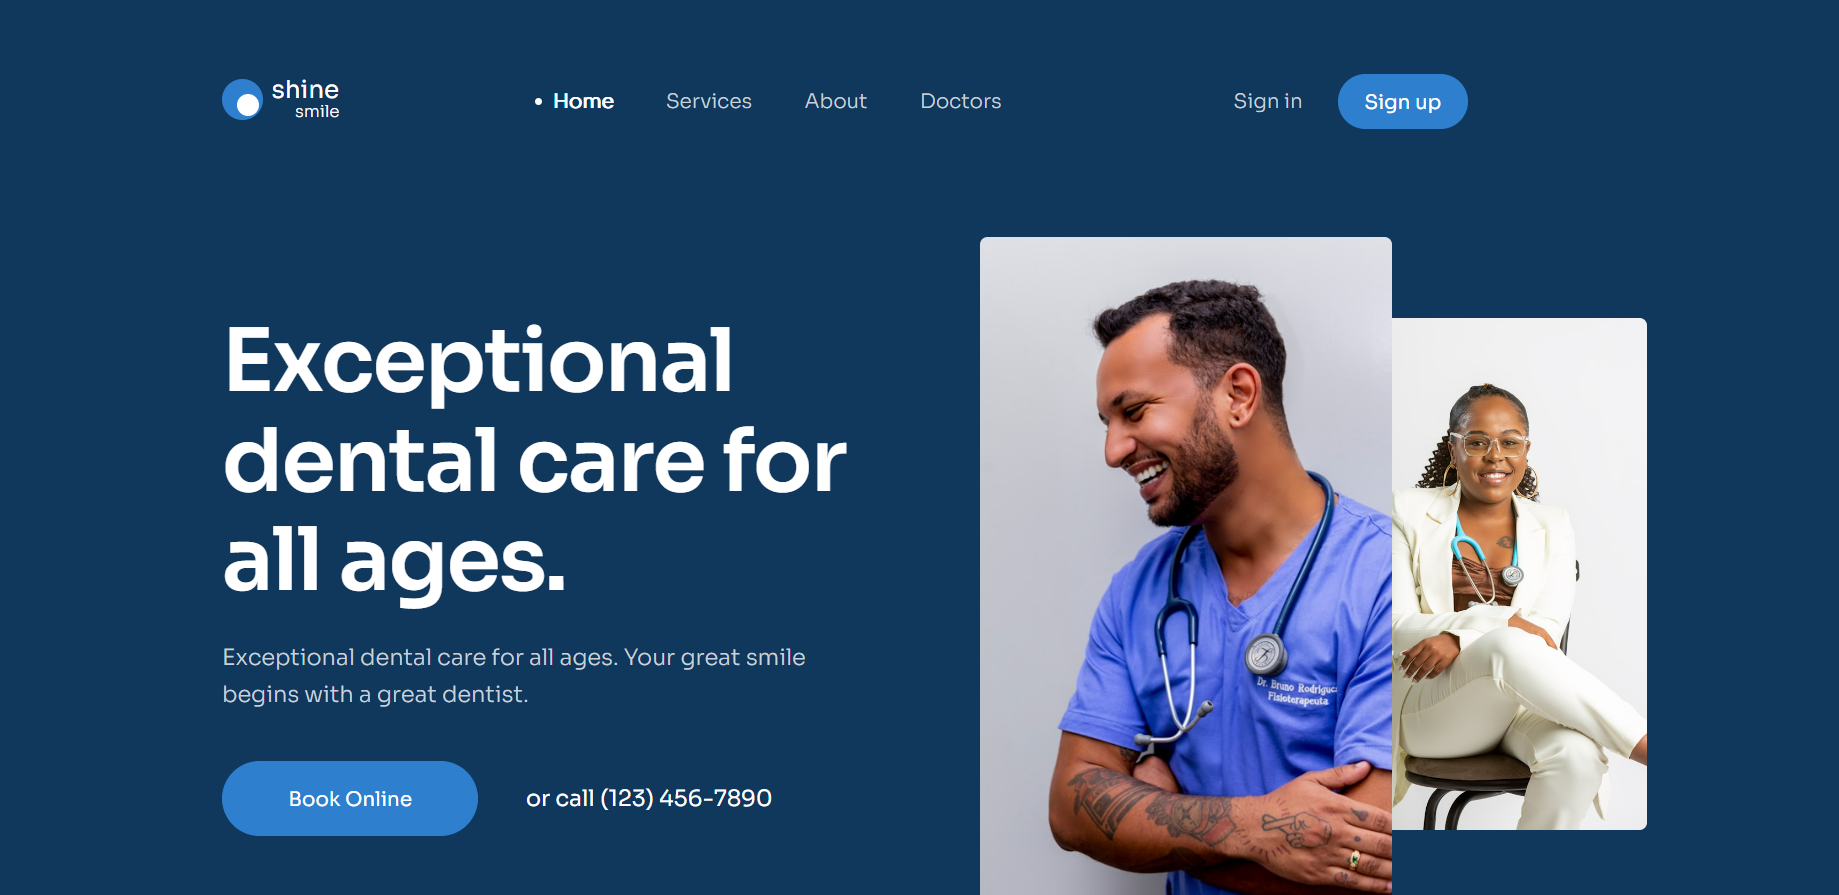 shine
smile
Home
Services
About
Doctors
Sign in
Sign up
Exceptional
dental care for
all ages.
Exceptional dental care for all ages. Your great smile
begins with a great dentist.
Book Online
or call (123) 456-7890
Dr. Bruno
Fisioterapeuta